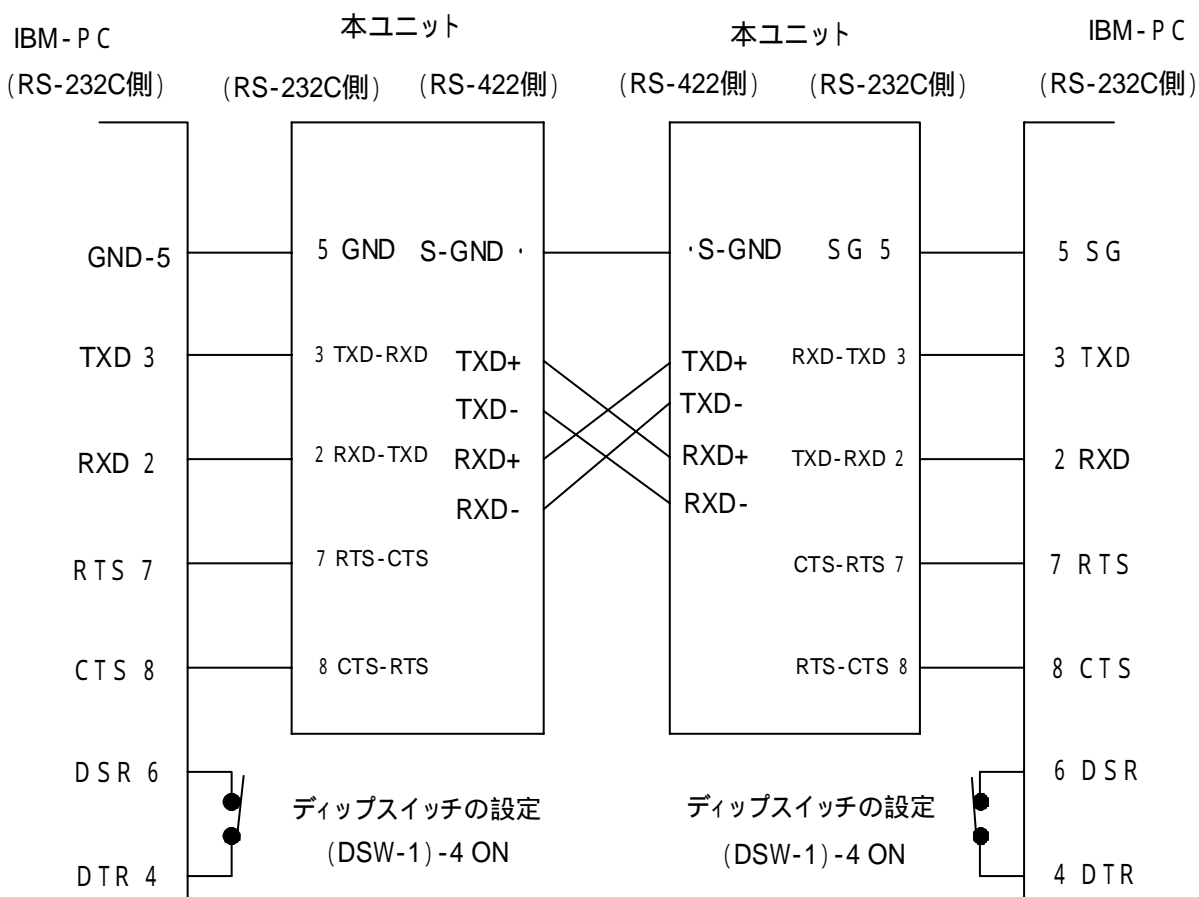 IBM-PC 本ユニット 本ユニット IBM-PC
(RS-232C側) (RS-232C側) (RS-422側) (RS-422側) (RS-232C側) (RS-232C側)
GND-5 5 GND S-GND · ·S-GND SG 5 5 SG
TXD 3 3 TXD-RXD TXD+ TXD+ RXD-TXD 3 3 TXD
TXD- TXD-
RXD 2 2 RXD-TXD RXD+ RXD+ TXD-RXD 2 2 RXD
RXD- RXD-
RTS 7 7 RTS-CTS CTS-RTS 7 7 RTS
CTS 8 8 CTS-RTS RTS-CTS 8 8 CTS
DSR 6 6 DSR
ディップスイッチの設定 ディップスイッチの設定
(DSW-1)-4 ON (DSW-1)-4 ON
DTR 4 4 DTR